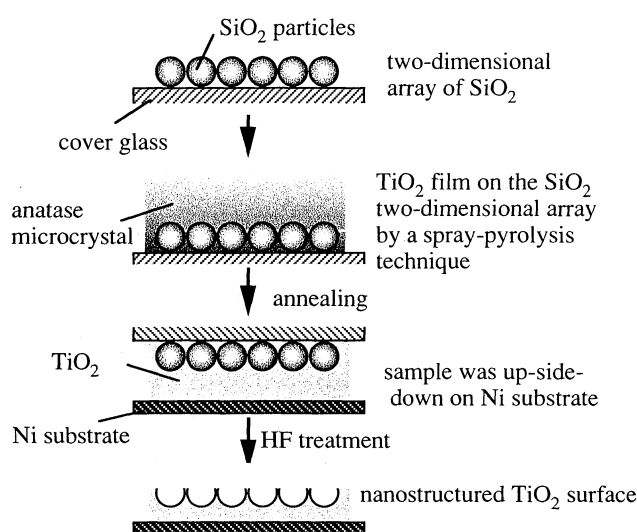 SiO2 particles
two-dimensional
array of SiO2
cover glass
anatase
microcrystal
TiO2 film on the SiO2
two-dimensional array
by a spray-pyrolysis
technique
annealing
TiO2
sample was up-side-
down on Ni substrate
Ni substrate
HF treatment
nanostructured TiO2 surface